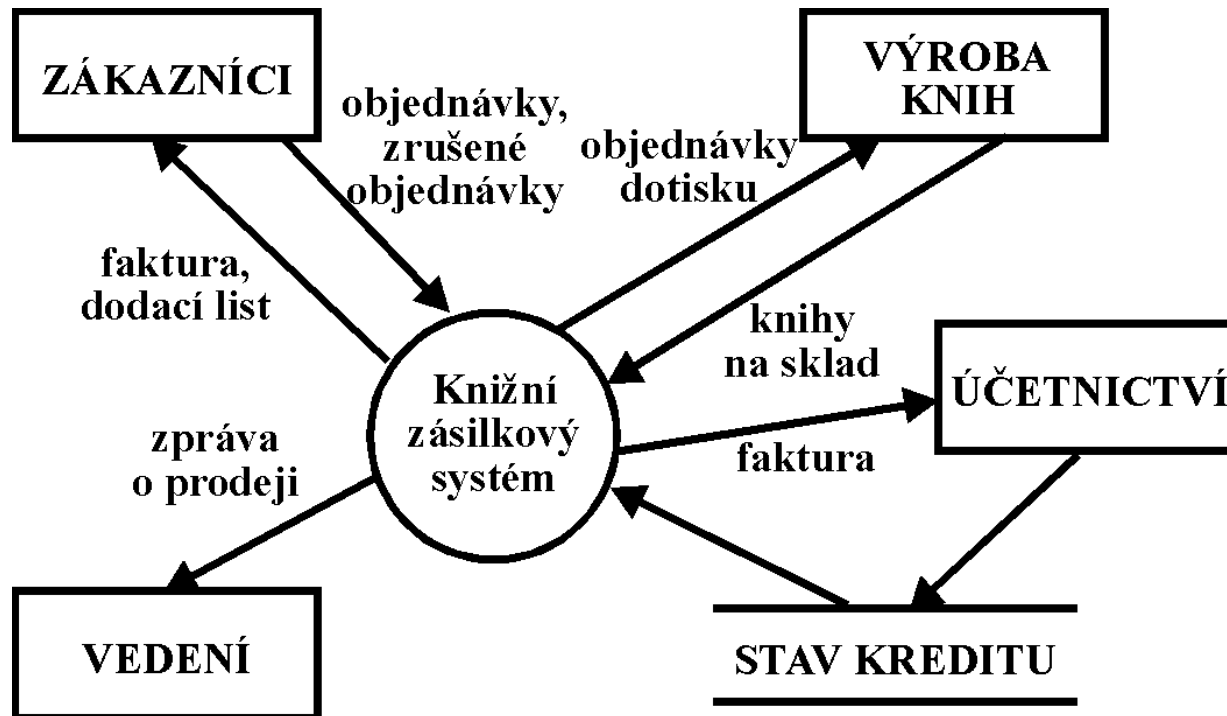 ZÁKAZNÍCI
VÝROBA
KNIH
objednávky,
zrušené
objednávky
objednávky
dotisku
faktura,
dodací list
knihy
na sklad
Knižní
zásilkový
systém
ÚČETNICTVÍ
faktura
zpráva
o prodeji
VEDENÍ
STAV KREDITU